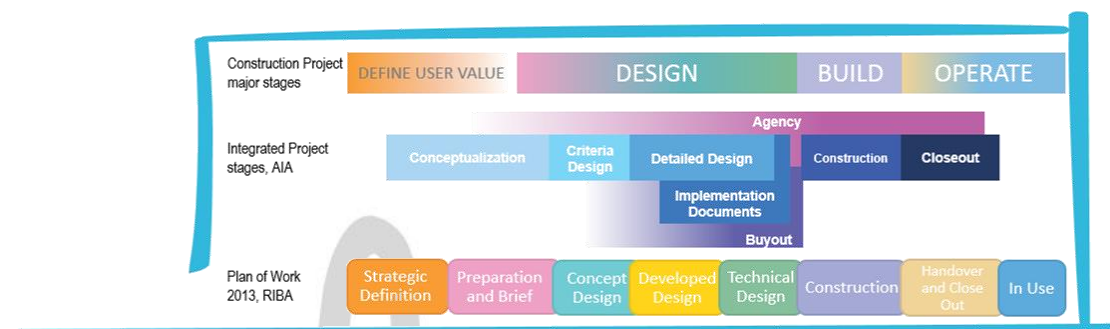 Construction Project
major stages
DEFINE USER VALUE
DESIGN
BUILD
OPERATE
Agency
Integrated Project
stages, AIA
Conceptualization
Criteria
Design
Detailed Design
Construction
Closeout
Implementation
Documents
Buyout
Plan of Work
2013, RIBA
Strategic
Definition
Preparation
and Brief
Concept
Design
Developed
Design
Technical
Design
Construction
Handover
and Close
Out
In Use